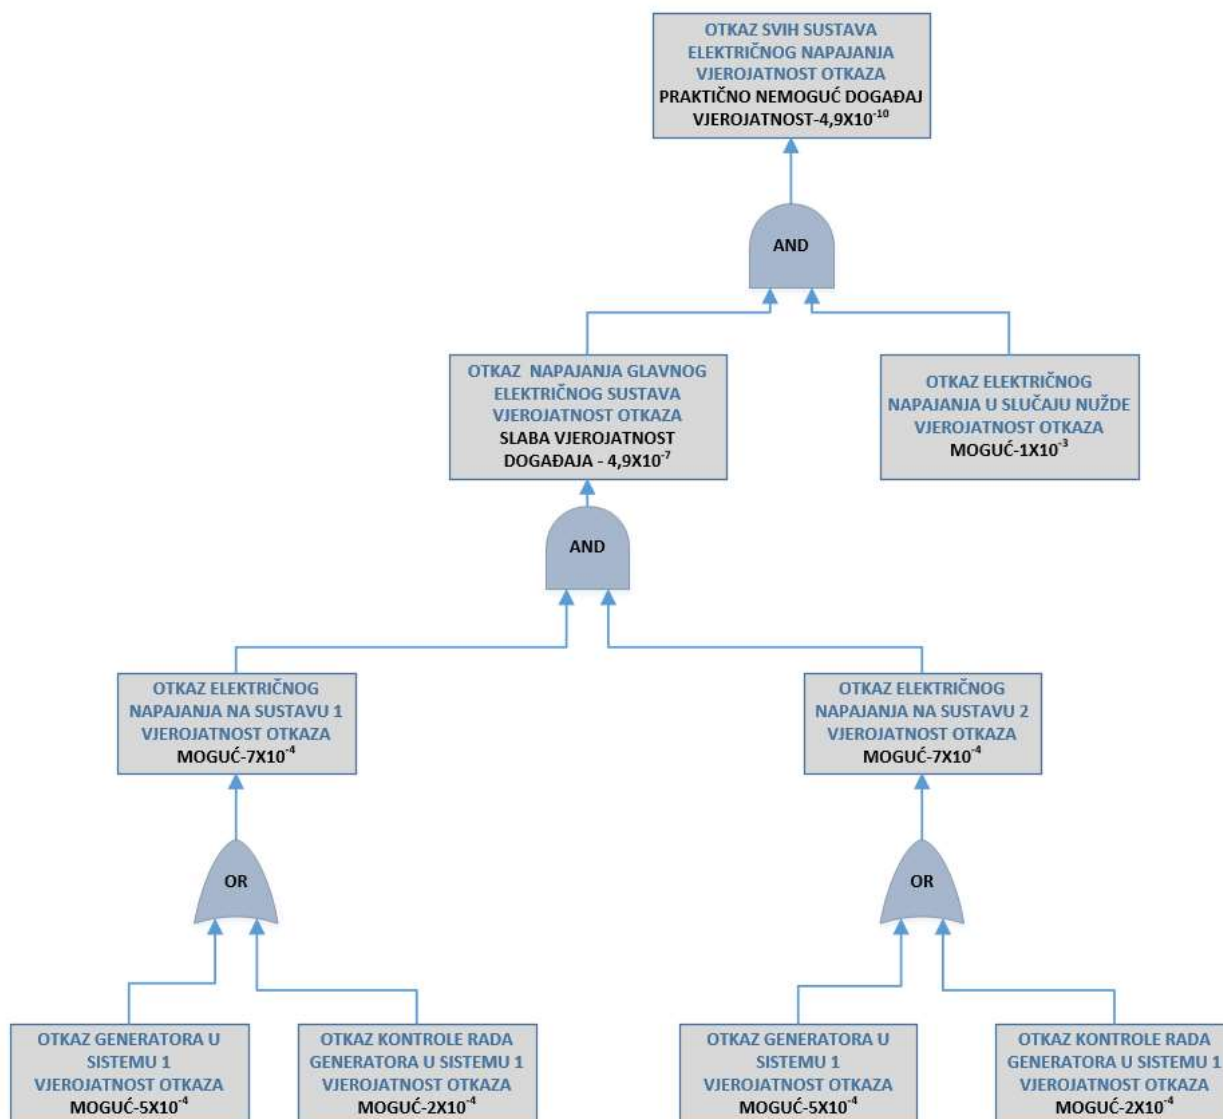 OTKAZ SVIH SUSTAVA
ELEKTRIČNOG NAPAJANJA
VJEROJATNOST OTKAZA
PRAKTIČNO NEMOGUĆ DOGAĐAJ
VJEROJATNOST-4,9X10⁻¹⁰
AND
OTKAZ NAPAJANJA GLAVNOG
ELEKTRIČNOG SUSTAVA
VJEROJATNOST OTKAZA
SLABA VJEROJATNOST
DOGAĐAJA - 4,9X10⁻⁷
OTKAZ ELEKTRIČNOG
NAPAJANJA U SLUČAJU NUŽDE
VJEROJATNOST OTKAZA
MOGUĆ-1X10⁻³
AND
OTKAZ ELEKTRIČNOG
NAPAJANJA NA SUSTAVU 1
VJEROJATNOST OTKAZA
MOGUĆ-7X10⁻⁴
OTKAZ ELEKTRIČNOG
NAPAJANJA NA SUSTAVU 2
VJEROJATNOST OTKAZA
MOGUĆ-7X10⁻⁴
OR
OR
OTKAZ GENERATORA U
SISTEMU 1
VJEROJATNOST OTKAZA
MOGUĆ-5X10⁻⁴
OTKAZ KONTROLE RADA
GENERATORA U SISTEMU 1
VJEROJATNOST OTKAZA
MOGUĆ-2X10⁻⁴
OTKAZ GENERATORA U
SISTEMU 1
VJEROJATNOST OTKAZA
MOGUĆ-5X10⁻⁴
OTKAZ KONTROLE RADA
GENERATORA U SISTEMU 1
VJEROJATNOST OTKAZA
MOGUĆ-2X10⁻⁴